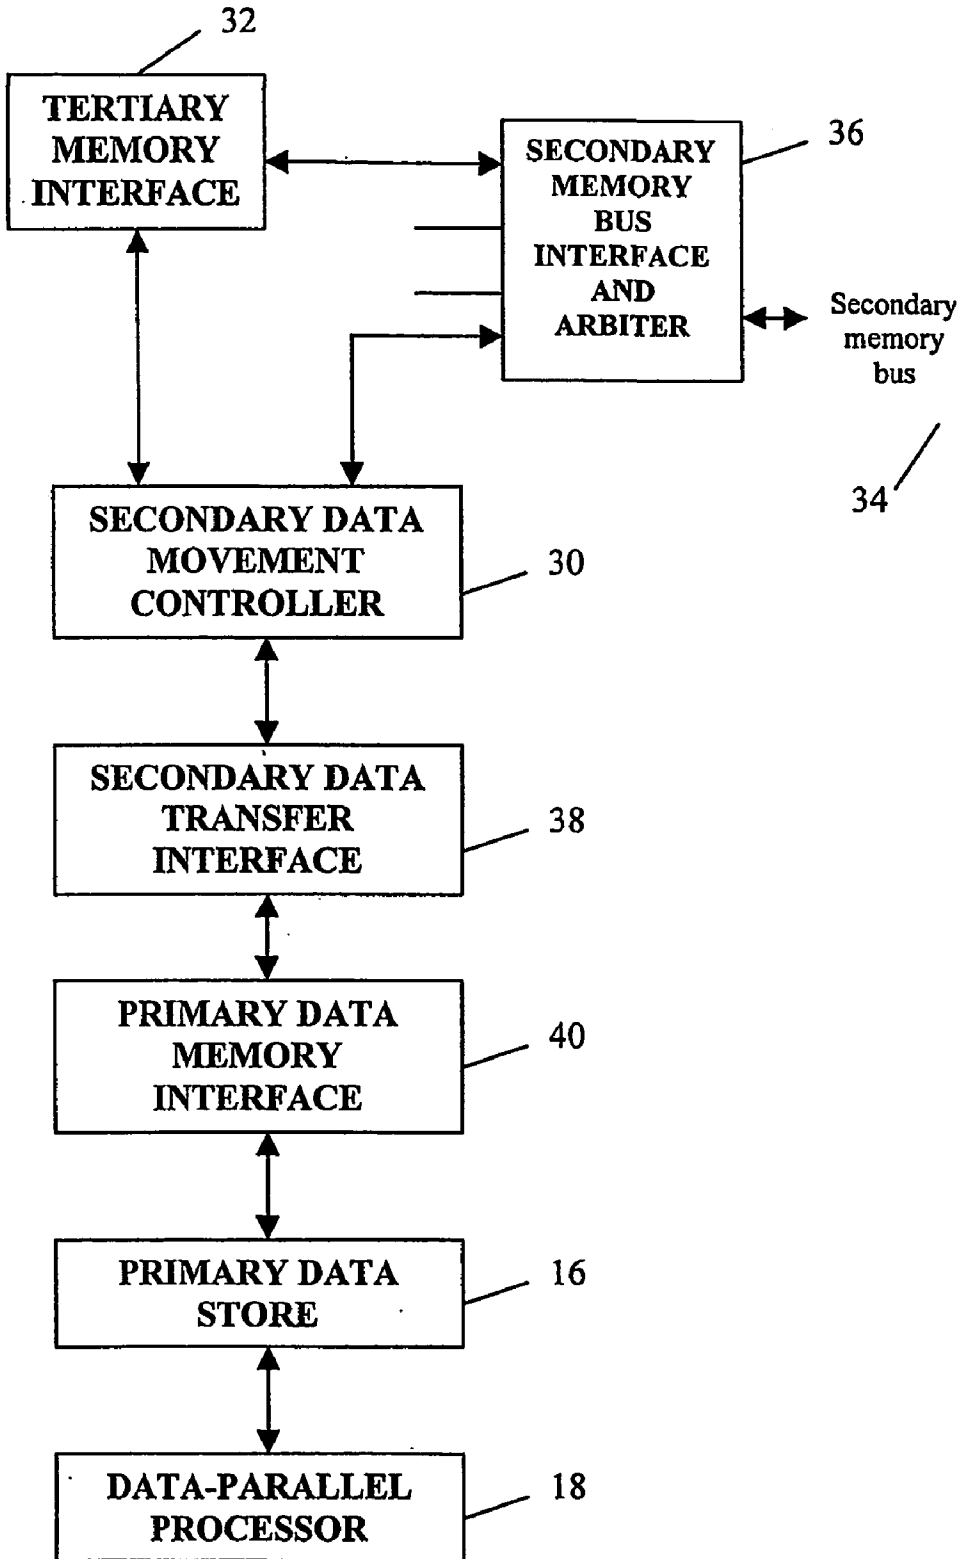 32
TERTIARY
MEMORY
INTERFACE
SECONDARY
MEMORY
BUS
INTERFACE
AND
ARBITER
36
Secondary
memory
bus
34
SECONDARY DATA
MOVEMENT
CONTROLLER
30
SECONDARY DATA
TRANSFER
INTERFACE
38
PRIMARY DATA
MEMORY
INTERFACE
40
PRIMARY DATA
STORE
16
DATA-PARALLEL
PROCESSOR
18